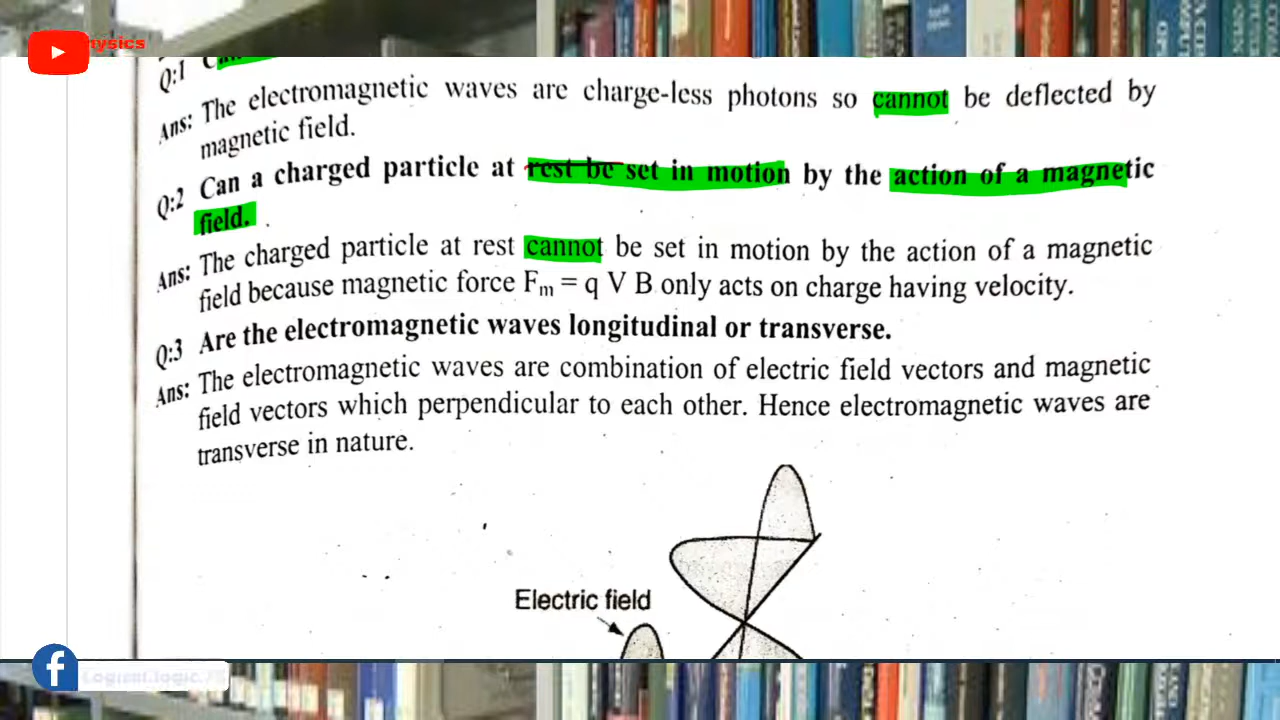 Physics
Q:1
Ans: The electromagnetic waves are charge-less photons so cannot be deflected by
magnetic field.
Q:2 Can a charged particle at rest be set in motion by the action of a magnetic
field.
Ans: The charged particle at rest cannot be set in motion by the action of a magnetic
field because magnetic force Fm = q V B only acts on charge having velocity.
Q:3 Are the electromagnetic waves longitudinal or transverse.
Ans: The electromagnetic waves are combination of electric field vectors and magnetic
field vectors which perpendicular to each other. Hence electromagnetic waves are
transverse in nature.
Electric field